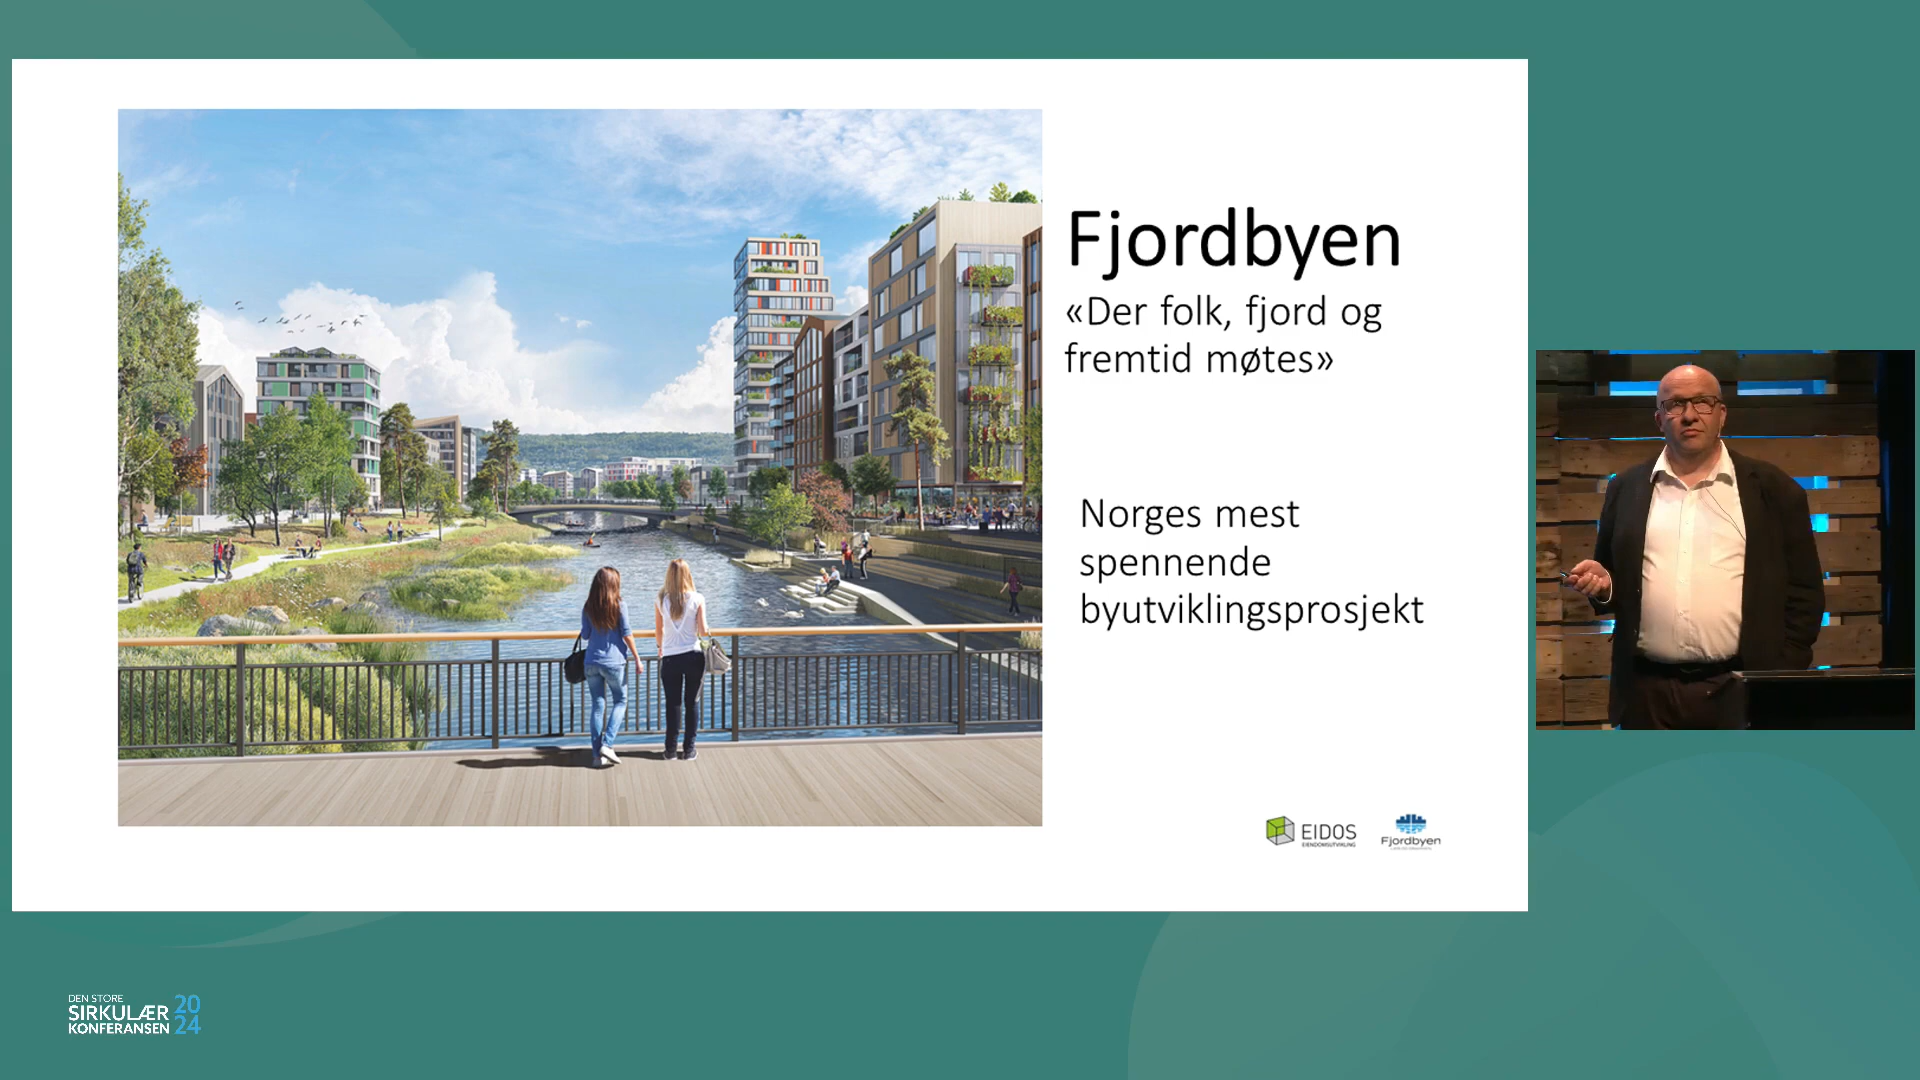 Fjordbyen
«Der folk, fjord og
fremtid møtes»
Norges mest
spennende
byutviklingsprosjekt
EIDOS
EIENDOMSUTVIKLING
Fjordbyen
DEN STORE
SIRKULÆR
KONFERANSEN
20
24